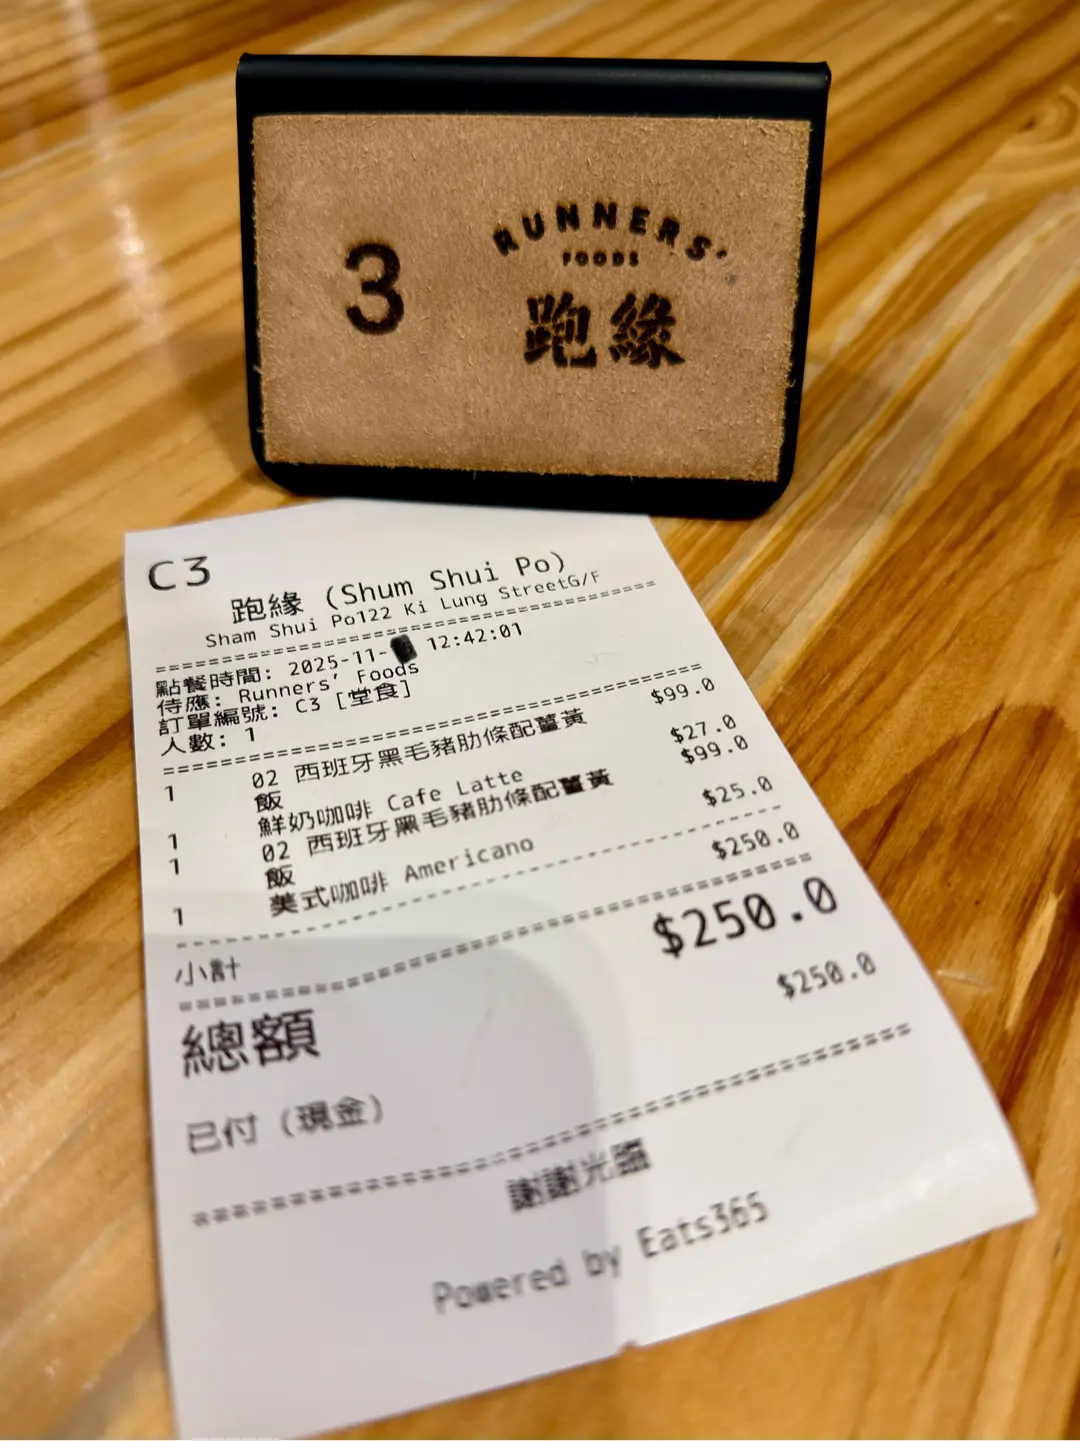 3
RUNNERS'
FOODS
跑緣
C3
跑緣 (Shum Shui Po)
Sham Shui Po122 Ki Lung StreetG/F
點餐時間: 2025-11- 12:42:01
侍應: Runners' Foods
訂單編號: C3 [堂食]
人數: 1
1 02 西班牙黑毛豬肋條配薑黃 $99.0
飯
1 鮮奶咖啡 Cafe Latte $27.0
1 02 西班牙黑毛豬肋條配薑黃 $99.0
飯
1 美式咖啡 Americano $25.0
小計 $250.0
總額 $250.0
已付 (現金) $250.0
謝謝光臨
Powered by Eats365